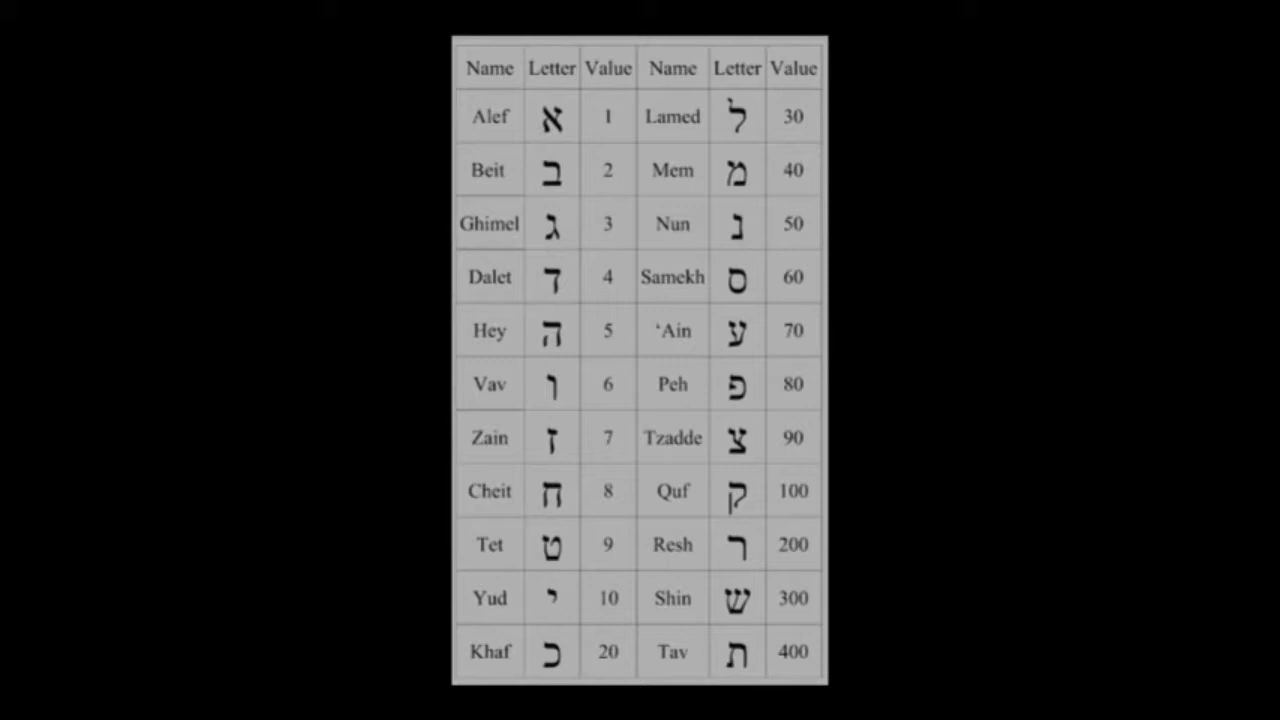 Name Letter Value Name Letter Value
Alef א 1 Lamed ל 30
Beit ב 2 Mem מ 40
Ghimel ג 3 Nun נ 50
Dalet ד 4 Samekh ס 60
Hey ה 5 ‘Ain ע 70
Vav ו 6 Peh פ 80
Zain ז 7 Tzadde צ 90
Cheit ח 8 Quf ק 100
Tet ט 9 Resh ר 200
Yud י 10 Shin ש 300
Khaf כ 20 Tav ת 400